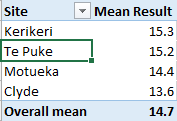 Site Mean Result
Kerikeri 15.3
Te Puke 15.2
Motueka 14.4
Clyde 13.6
Overall mean 14.7